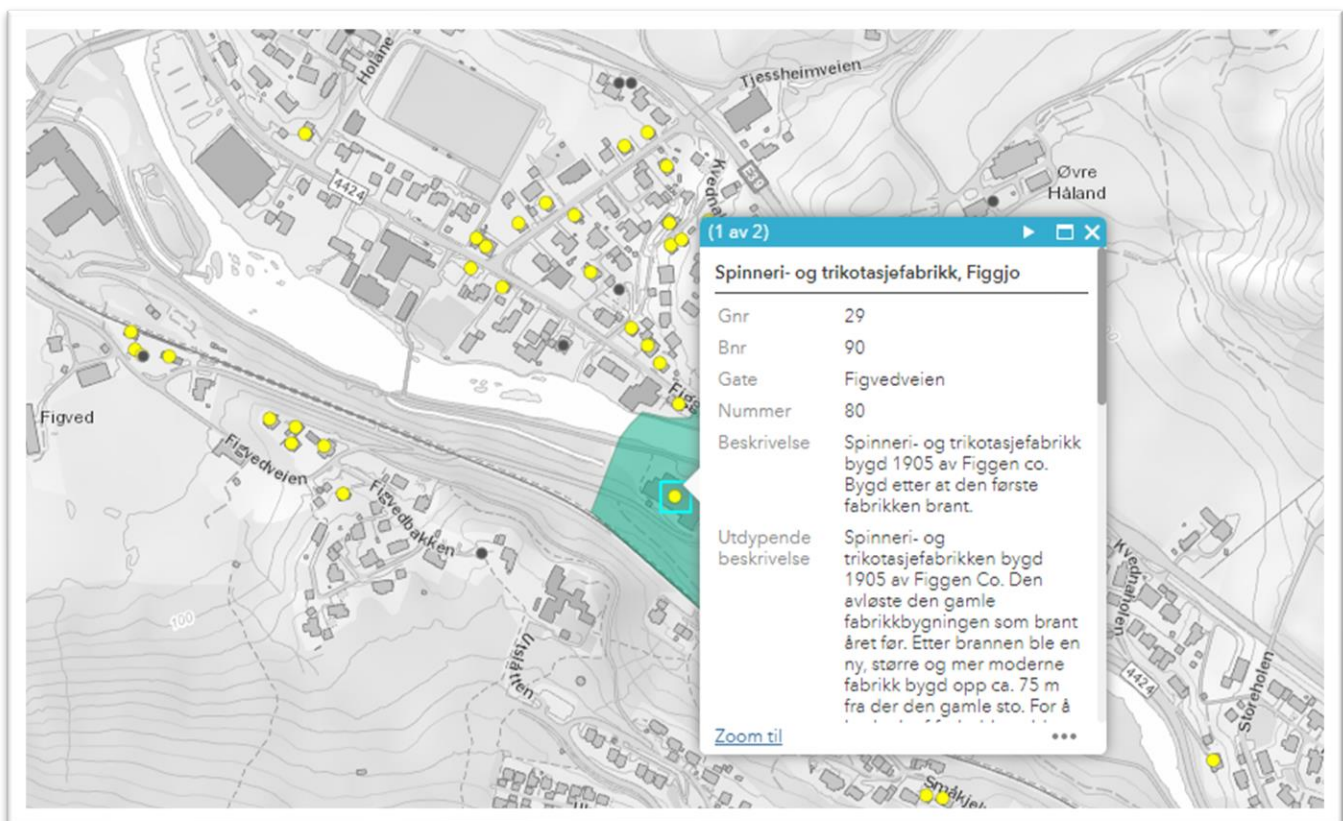 Holane
Tjessheimveien
4424
E39
Øvre
Håland
(1 av 2)
Spinneri- og trikotasjefabrikk, Figgjo
Gnr 29
Bnr 90
Gate Figvedveien
Nummer 80
Beskrivelse Spinneri- og trikotasjefabrikk
bygd 1905 av Figgen co.
Bygd etter at den første
fabrikken brant.
Utdypende Spinneri- og
beskrivelse trikotasjefabrikken bygd
1905 av Figgen Co. Den
avløste den gamle
fabrikkbygningen som brant
året før. Etter brannen ble en
ny, større og mer moderne
fabrikk bygd opp ca. 75 m
fra der den gamle sto. For å
Zoom til
Figved
Figvedveien
Figvedbakken
100
Utslåtten
Kvednaholen
4424
Storeholen